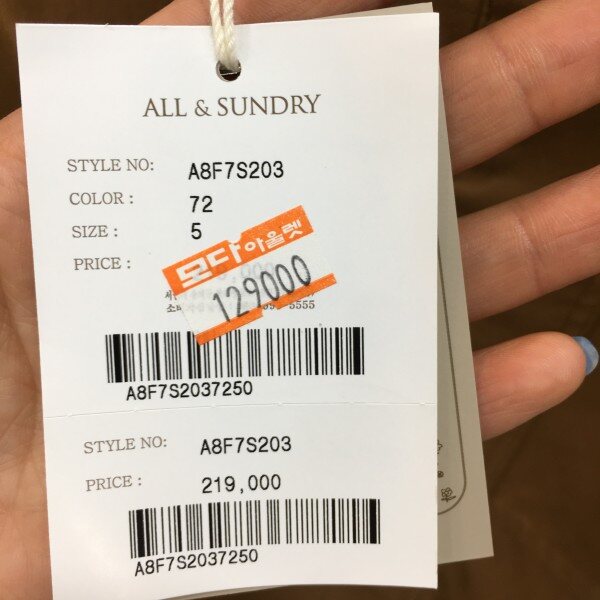 ALL & SUNDRY
STYLE NO: A8F7S203
COLOR : 72
SIZE : 5
PRICE :
모다아울렛
129000
A8F7S2037250
STYLE NO: A8F7S203
PRICE : 219,000
A8F7S2037250